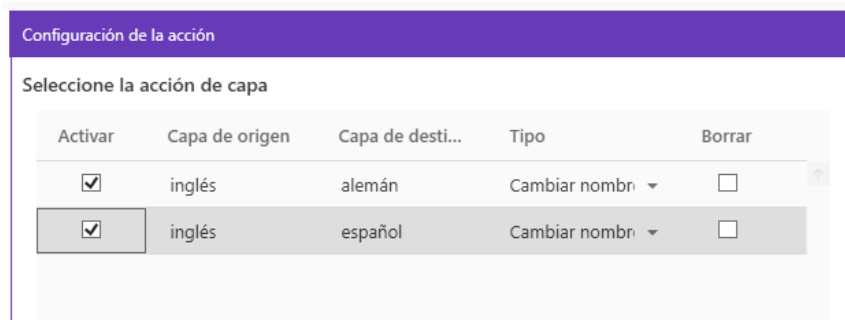 Configuración de la acción
Seleccione la acción de capa
Activar Capa de origen Capa de desti... Tipo Borrar
inglés alemán Cambiar nombr
inglés español Cambiar nombr